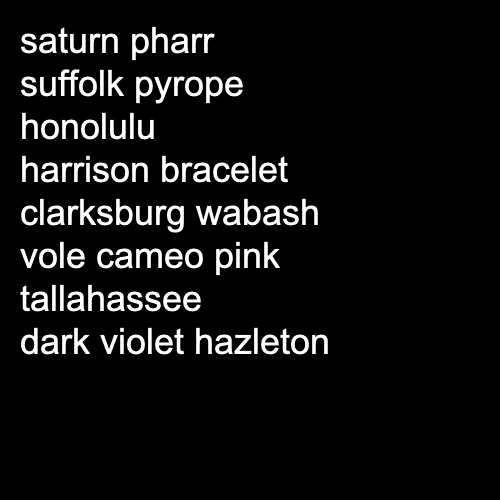 saturn pharr
suffolk pyrope
honolulu
harrison bracelet
clarksburg wabash
vole cameo pink
tallahassee
dark violet hazleton